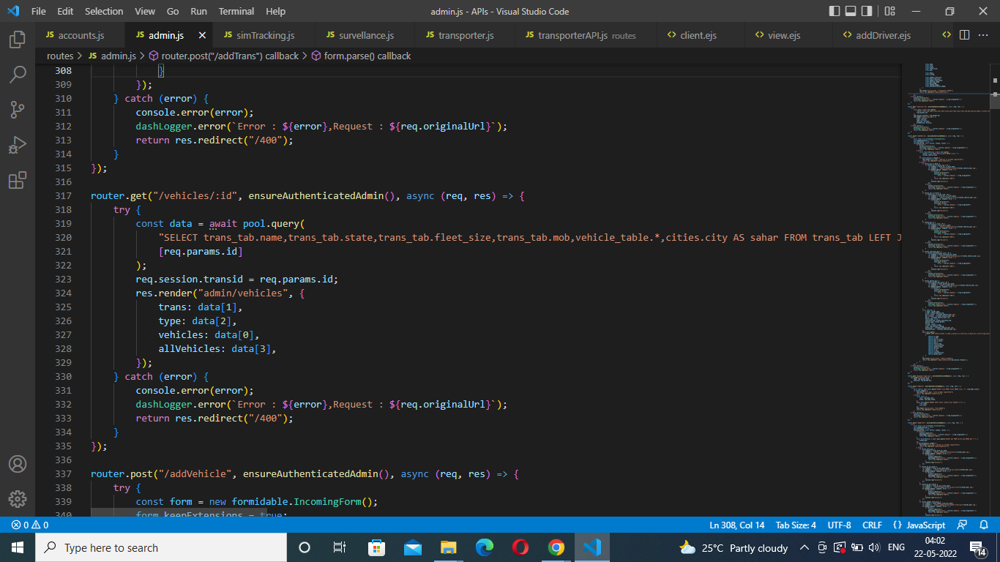 File Edit Selection View Go Run Terminal Help admin.js - APIs - Visual Studio Code
JS accounts.js JS admin.js JS simTracking.js JS survellance.js JS transporter.js JS transporterAPI.js routes <> client.ejs <> view.ejs <> addDriver.ejs <>
routes > JS admin.js > router.post("/addTrans") callback > form.parse() callback
308 }
309 });
310 } catch (error) {
311 console.error(error);
312 dashLogger.error(`Error : ${error},Request : ${req.originalUrl}`);
313 return res.redirect("/400");
314 }
315 });
316
317 router.get("/vehicles/:id", ensureAuthenticatedAdmin(), async (req, res) => {
318 try {
319 const data = await pool.query(
320 "SELECT trans_tab.name,trans_tab.state,trans_tab.fleet_size,trans_tab.mob,vehicle_table.*,cities.city AS sahar FROM trans_tab LEFT J
321 [req.params.id]
322 );
323 req.session.transid = req.params.id;
324 res.render("admin/vehicles", {
325 trans: data[1],
326 type: data[2],
327 vehicles: data[0],
328 allVehicles: data[3],
329 });
330 } catch (error) {
331 console.error(error);
332 dashLogger.error(`Error : ${error},Request : ${req.originalUrl}`);
333 return res.redirect("/400");
334 }
335 });
336
337 router.post("/addVehicle", ensureAuthenticatedAdmin(), async (req, res) => {
338 try {
339 const form = new formidable.IncomingForm();
340 form.keepExtensions = true;
0 0 Ln 308, Col 14 Tab Size: 4 UTF-8 CRLF {} JavaScript
Type here to search 25°C Partly cloudy ENG 04:02 22-05-2022 14